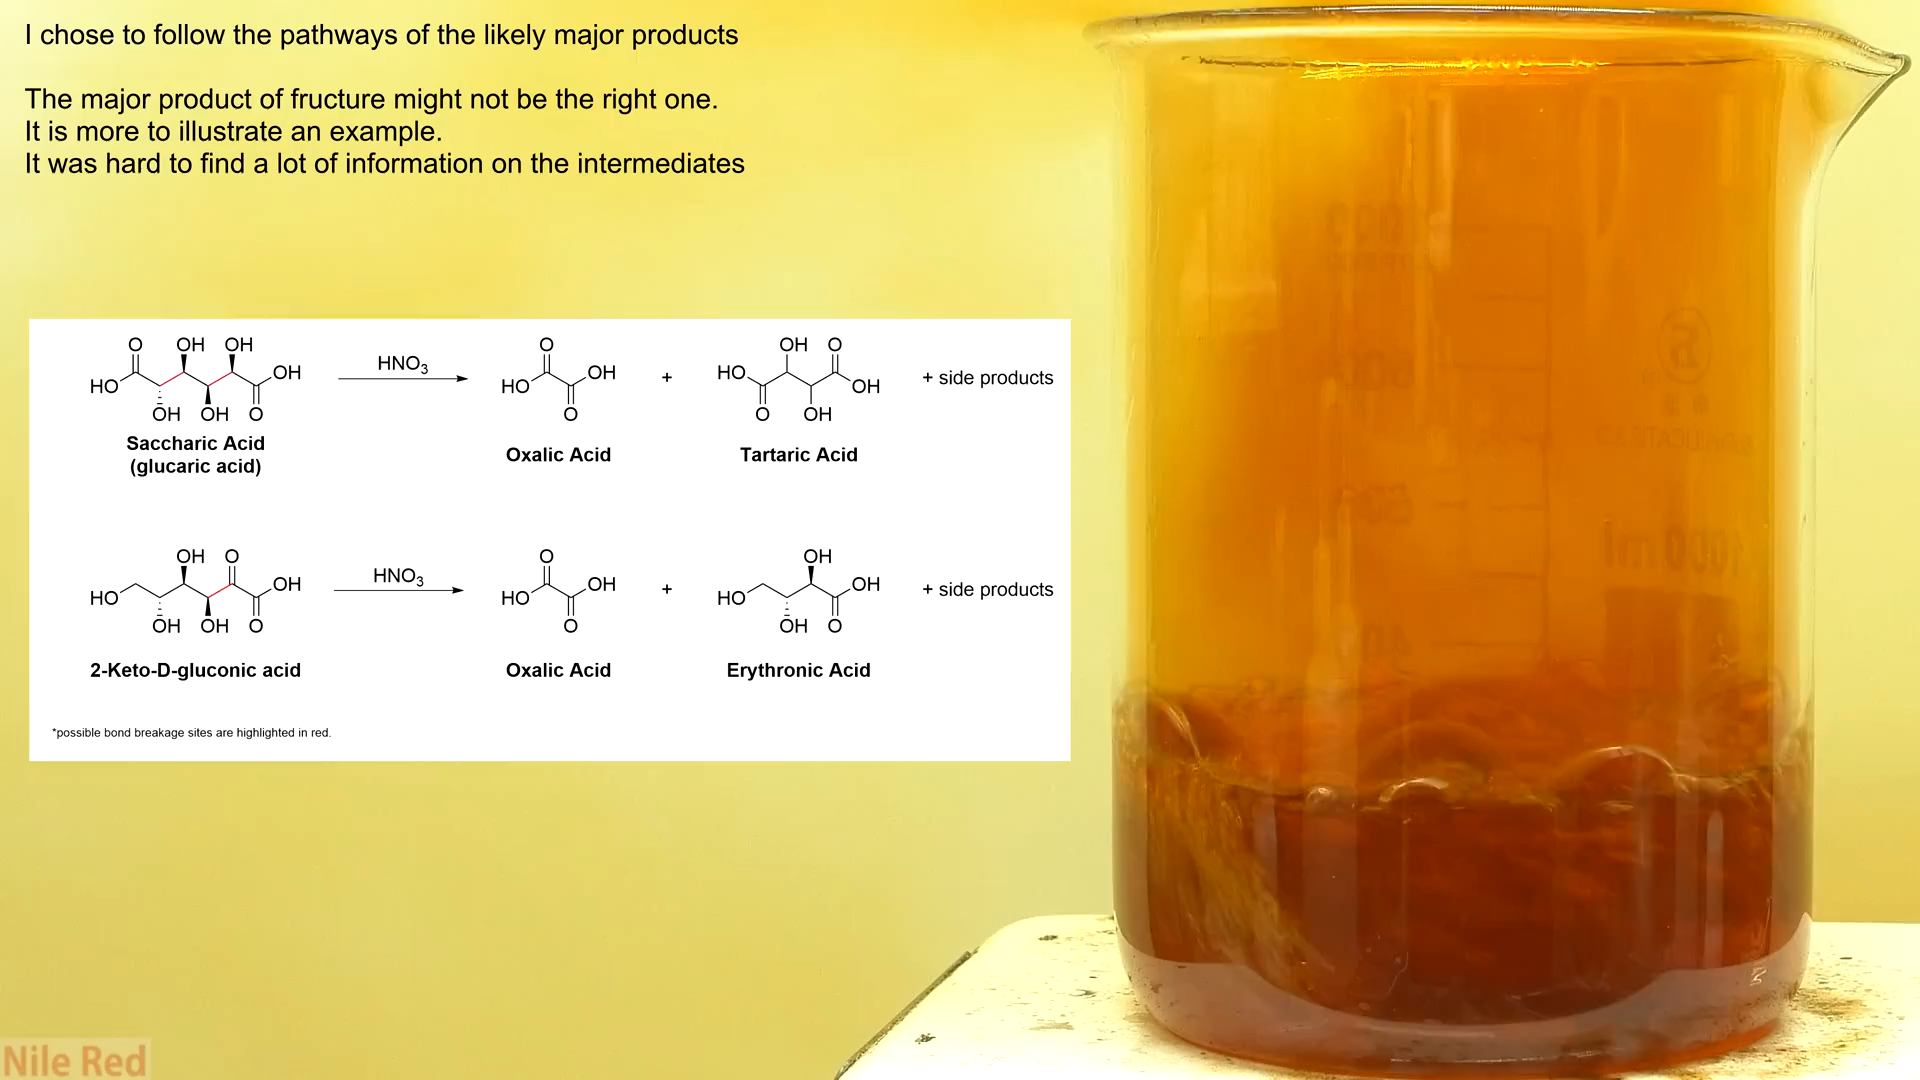 I chose to follow the pathways of the likely major products
The major product of fructure might not be the right one.
It is more to illustrate an example.
It was hard to find a lot of information on the intermediates
O OH OH
HNO3
HO OH
OH OH O
Saccharic Acid
(glucaric acid)
O
HO OH
O
Oxalic Acid
+
OH O
HO OH
O OH
Tartaric Acid
+ side products
OH O
HNO3
HO OH
OH OH O
2-Keto-D-gluconic acid
O
HO OH
O
Oxalic Acid
+
OH
HO OH
OH O
Erythronic Acid
+ side products
*possible bond breakage sites are highlighted in red.
1000 ml
Nile Red